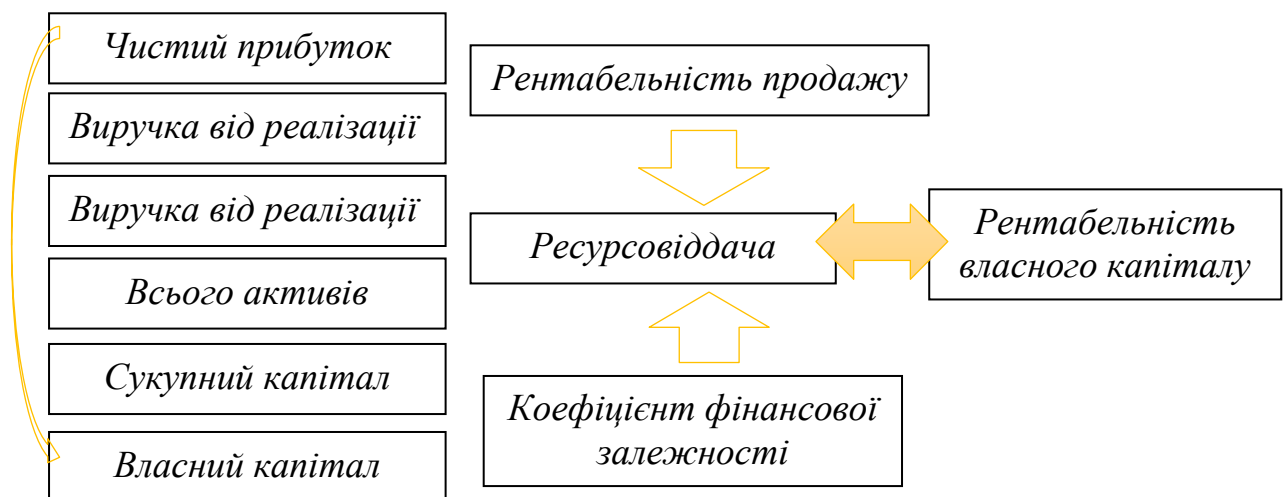 Чистий прибуток
Виручка від реалізації
Виручка від реалізації
Всього активів
Сукупний капітал
Власний капітал
Рентабельність продажу
Ресурсовіддача
Коефіцієнт фінансової
залежності
Рентабельність
власного капіталу